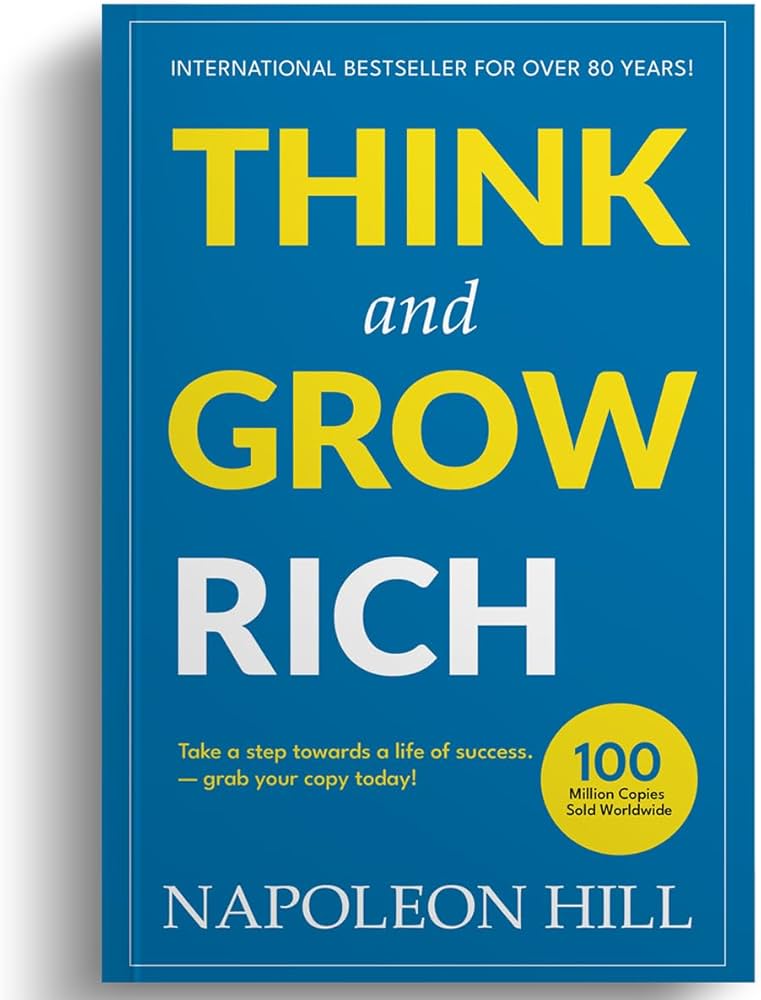 INTERNATIONAL BESTSELLER FOR OVER 80 YEARS!
THINK
and
GROW
RICH
Take a step towards a life of success.
— grab your copy today!
100
Million Copies
Sold Worldwide
NAPOLEON HILL